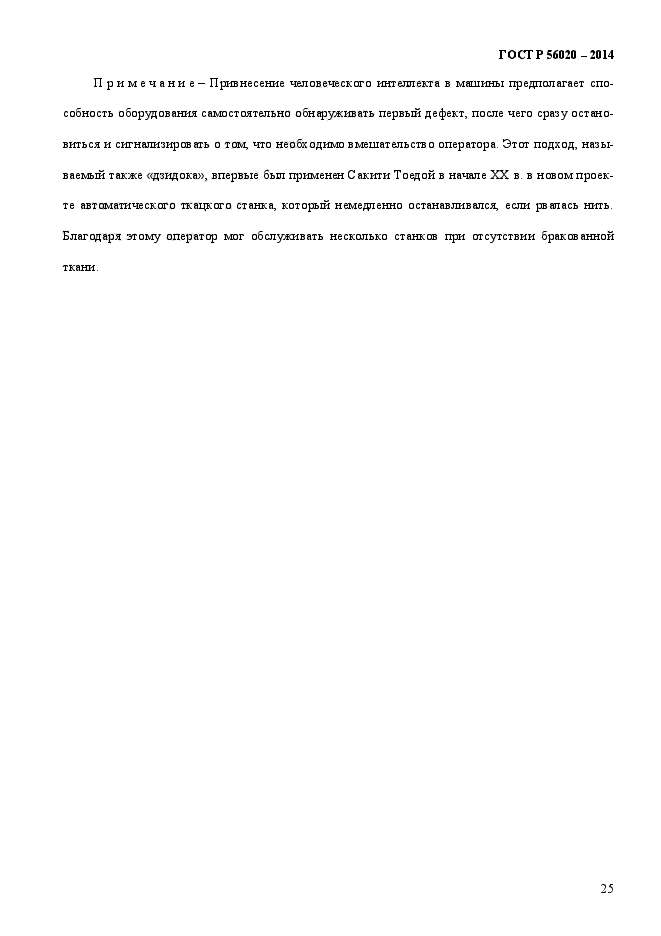 ГОСТ Р 56020 – 2014
П р и м е ч а н и е – Привнесение человеческого интеллекта в машины предполагает спо-
собность оборудования самостоятельно обнаруживать первый дефект, после чего сразу остано-
виться и сигнализировать о том, что необходимо вмешательство оператора. Этот подход, назы-
ваемый также «дзидока», впервые был применен Сакити Тоедой в начале XX в. в новом проек-
те автоматического ткацкого станка, который немедленно останавливался, если рвалась нить.
Благодаря этому оператор мог обслуживать несколько станков при отсутствии бракованной
ткани.
25